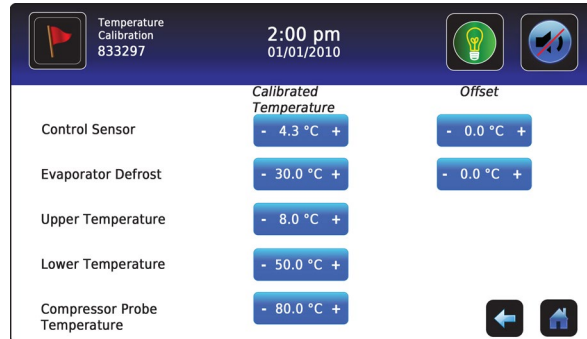 Temperature
Calibration
833297
2:00 pm
01/01/2010
Calibrated
Temperature
Offset
Control Sensor
- 4.3 °C +
- 0.0 °C +
Evaporator Defrost
- 30.0 °C +
- 0.0 °C +
Upper Temperature
- 8.0 °C +
Lower Temperature
- 50.0 °C +
Compressor Probe
Temperature
- 80.0 °C +